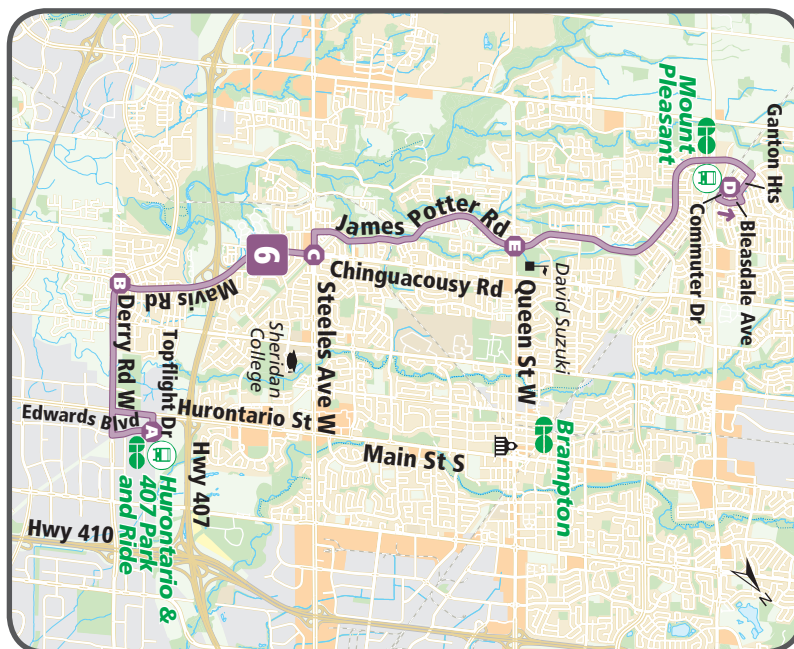 Ganton Hts
Bleasdale Ave
Commuter Dr
Mount
Pleasant
D
James Potter Rd
E
David Suzuki
Queen St W
Chinguacousy Rd
C
6
Steeles Ave W
Sheridan
College
Mavis Rd
B
Derry Rd W
Topflight Dr
Edwards Blvd
A
Hurontario St
Hwy 407
Main St S
Brampton
Hurontario &
407 Park
and Ride
Hwy 410
N